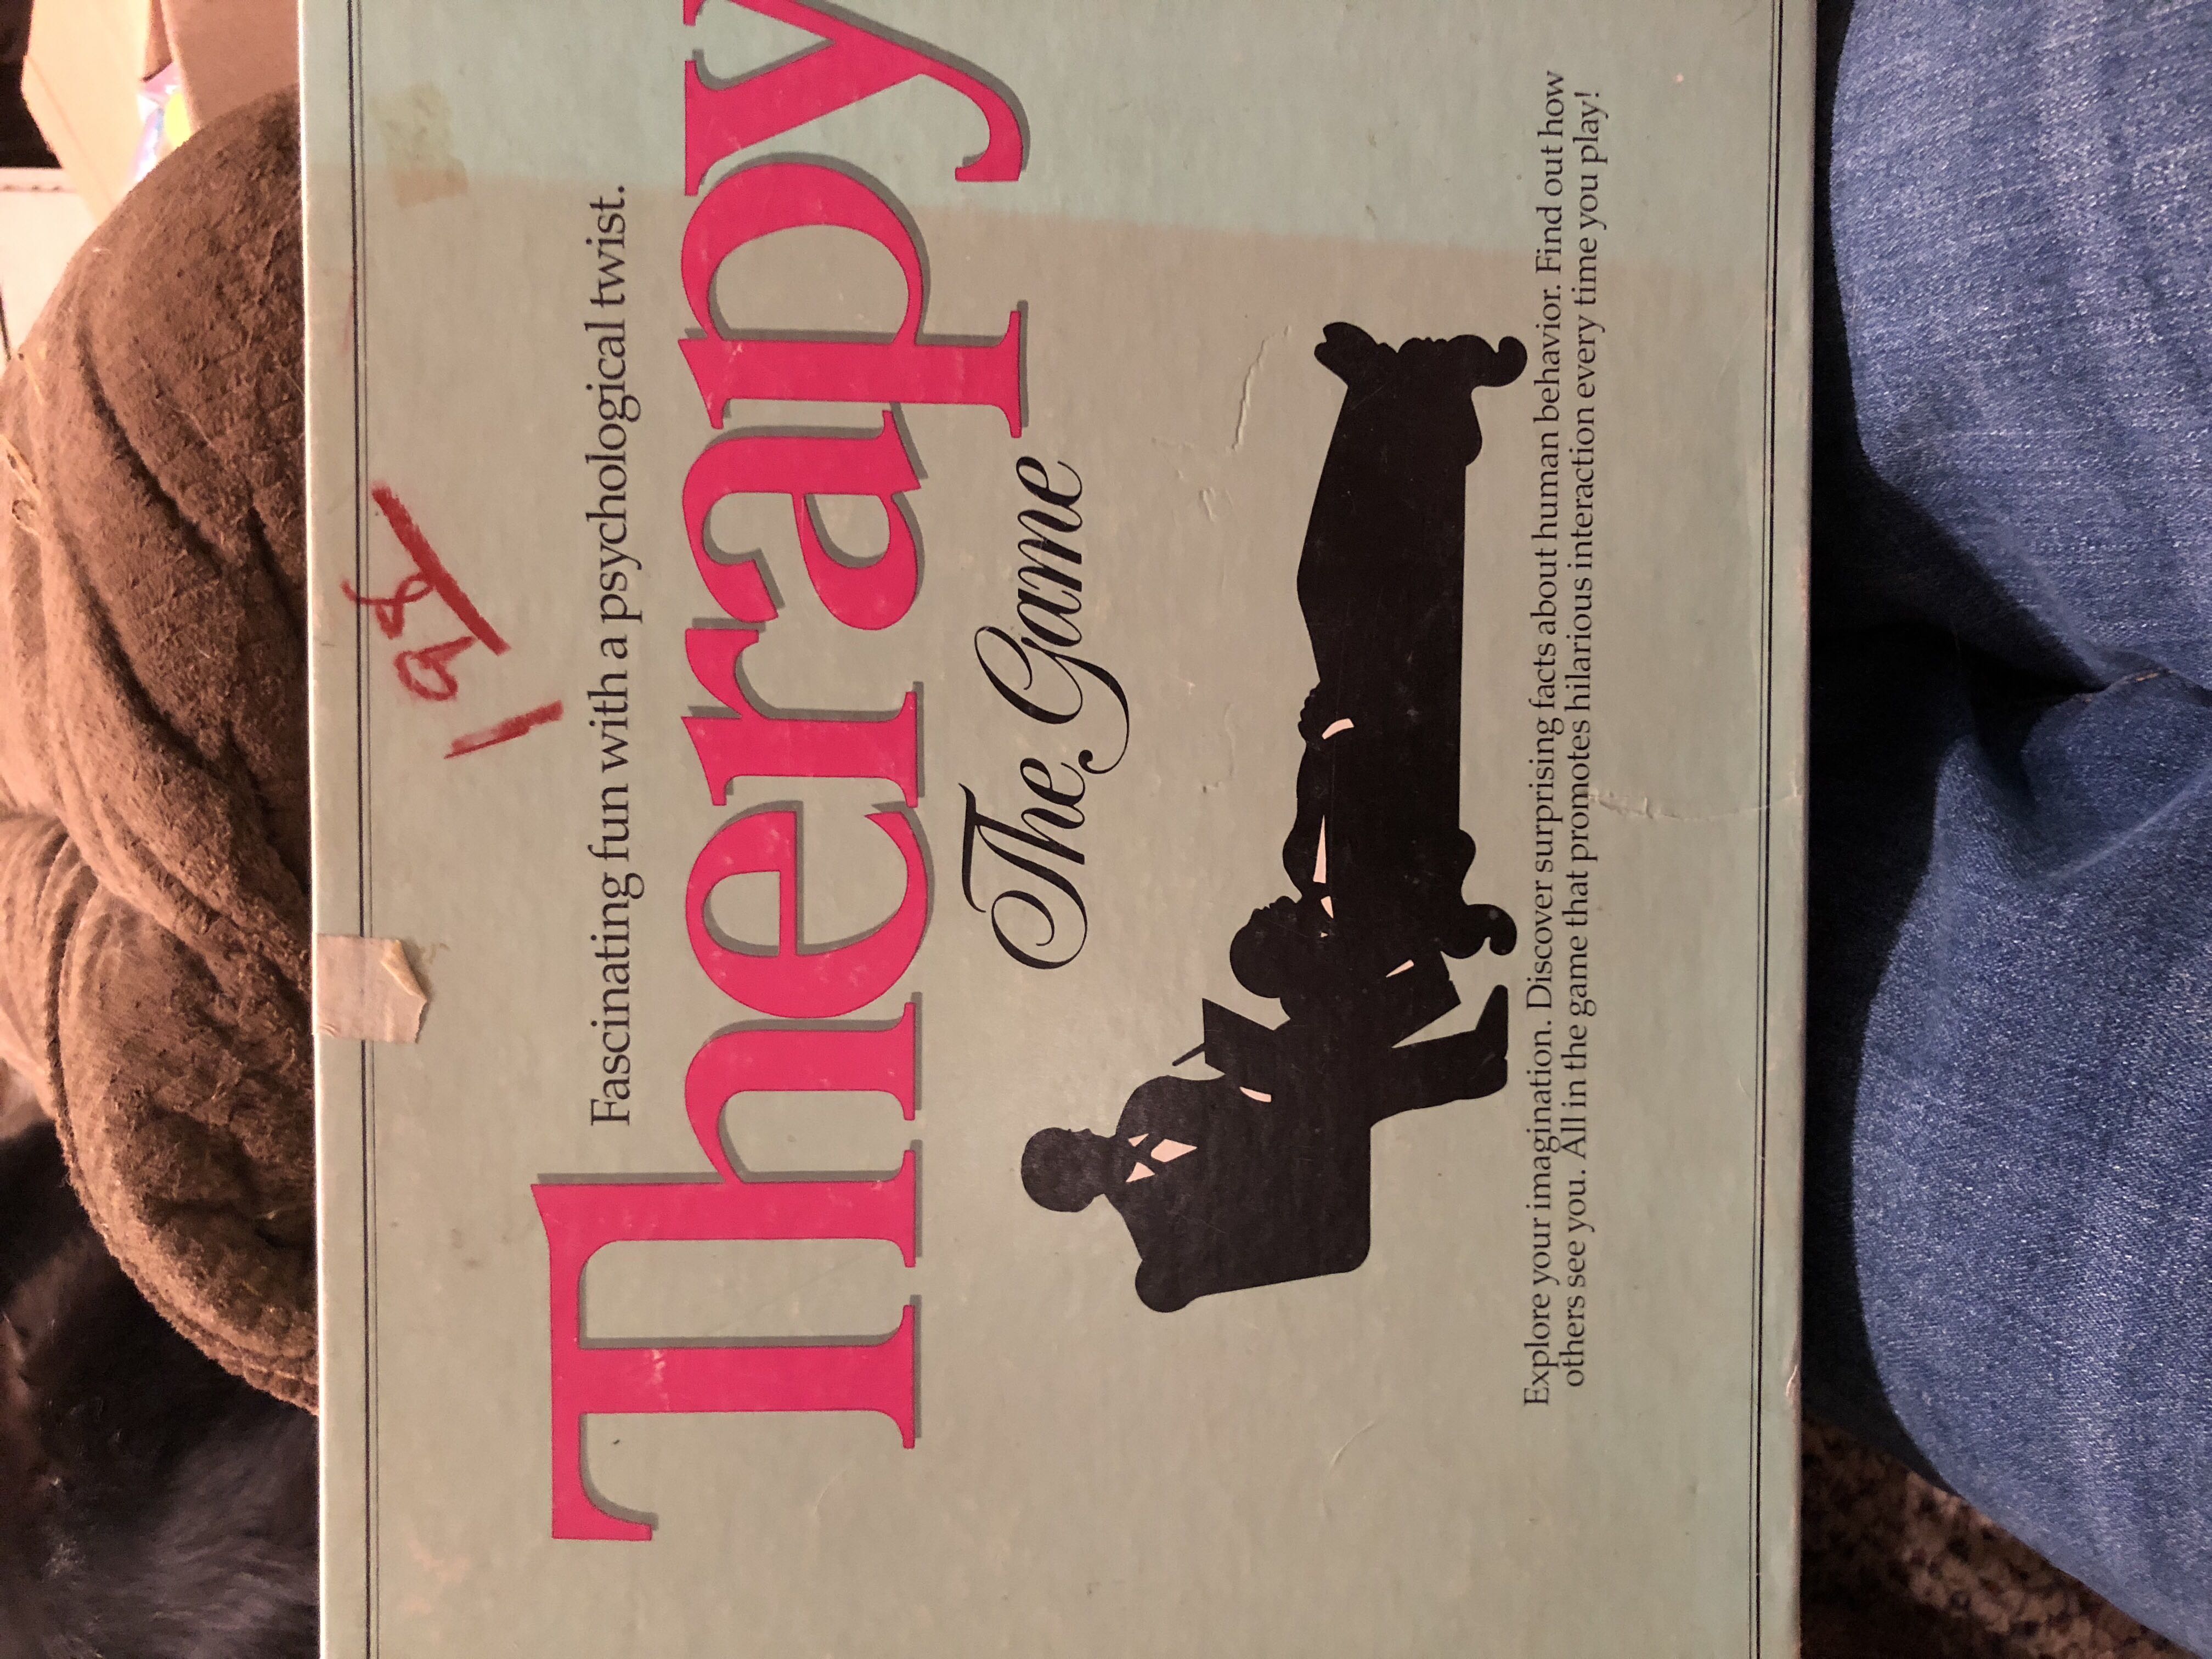 198
Fascinating fun with a psychological twist.
Therapy
The Game
Explore your imagination. Discover surprising facts about human behavior. Find out how
others see you. All in the game that promotes hilarious interaction every time you play!